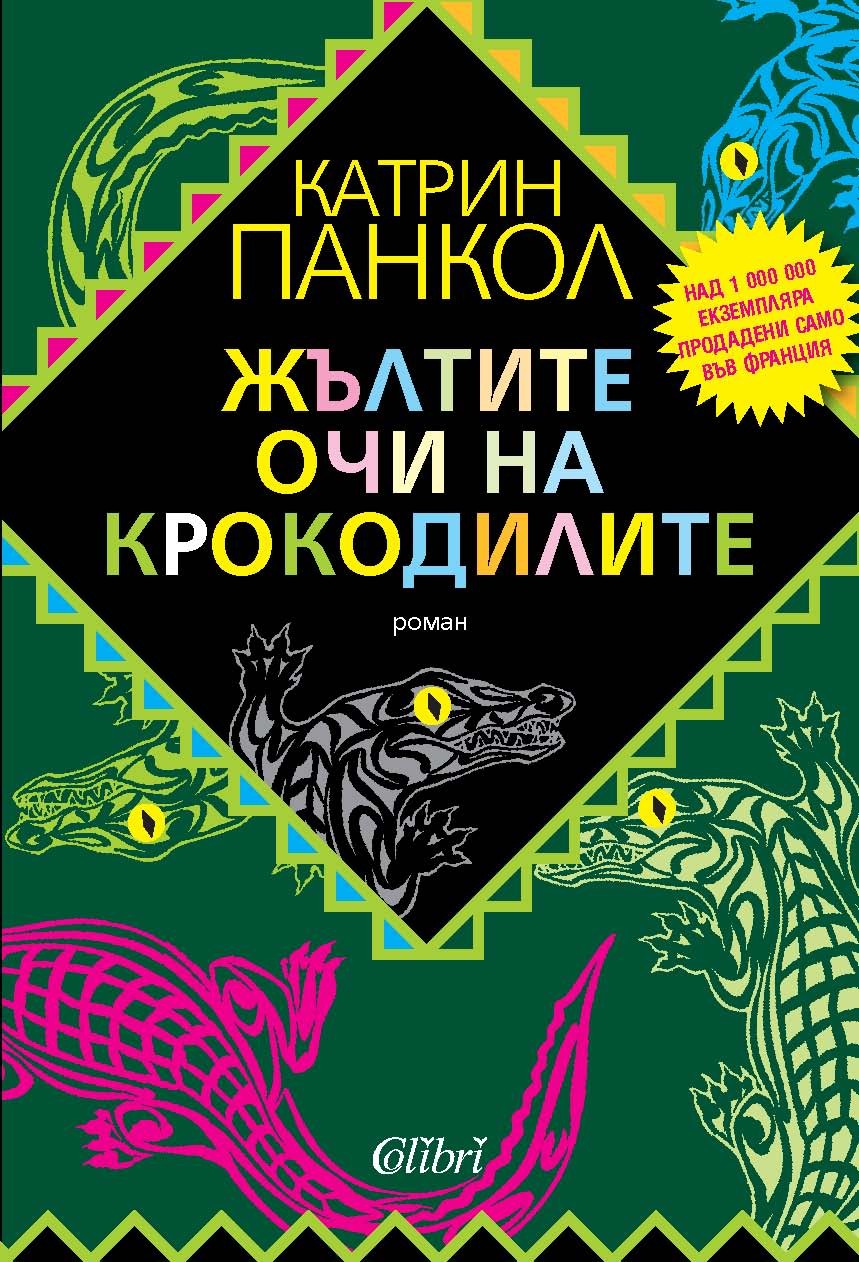 КАТРИН
ПАНКОЛ
НАД 1 000 000
ЕКЗЕМПЛЯРА
ПРОДАДЕНИ САМО
ВЪВ ФРАНЦИЯ
ЖЪЛТИТЕ
ОЧИ НА
КРОКОДИЛИТЕ
роман
Colibri